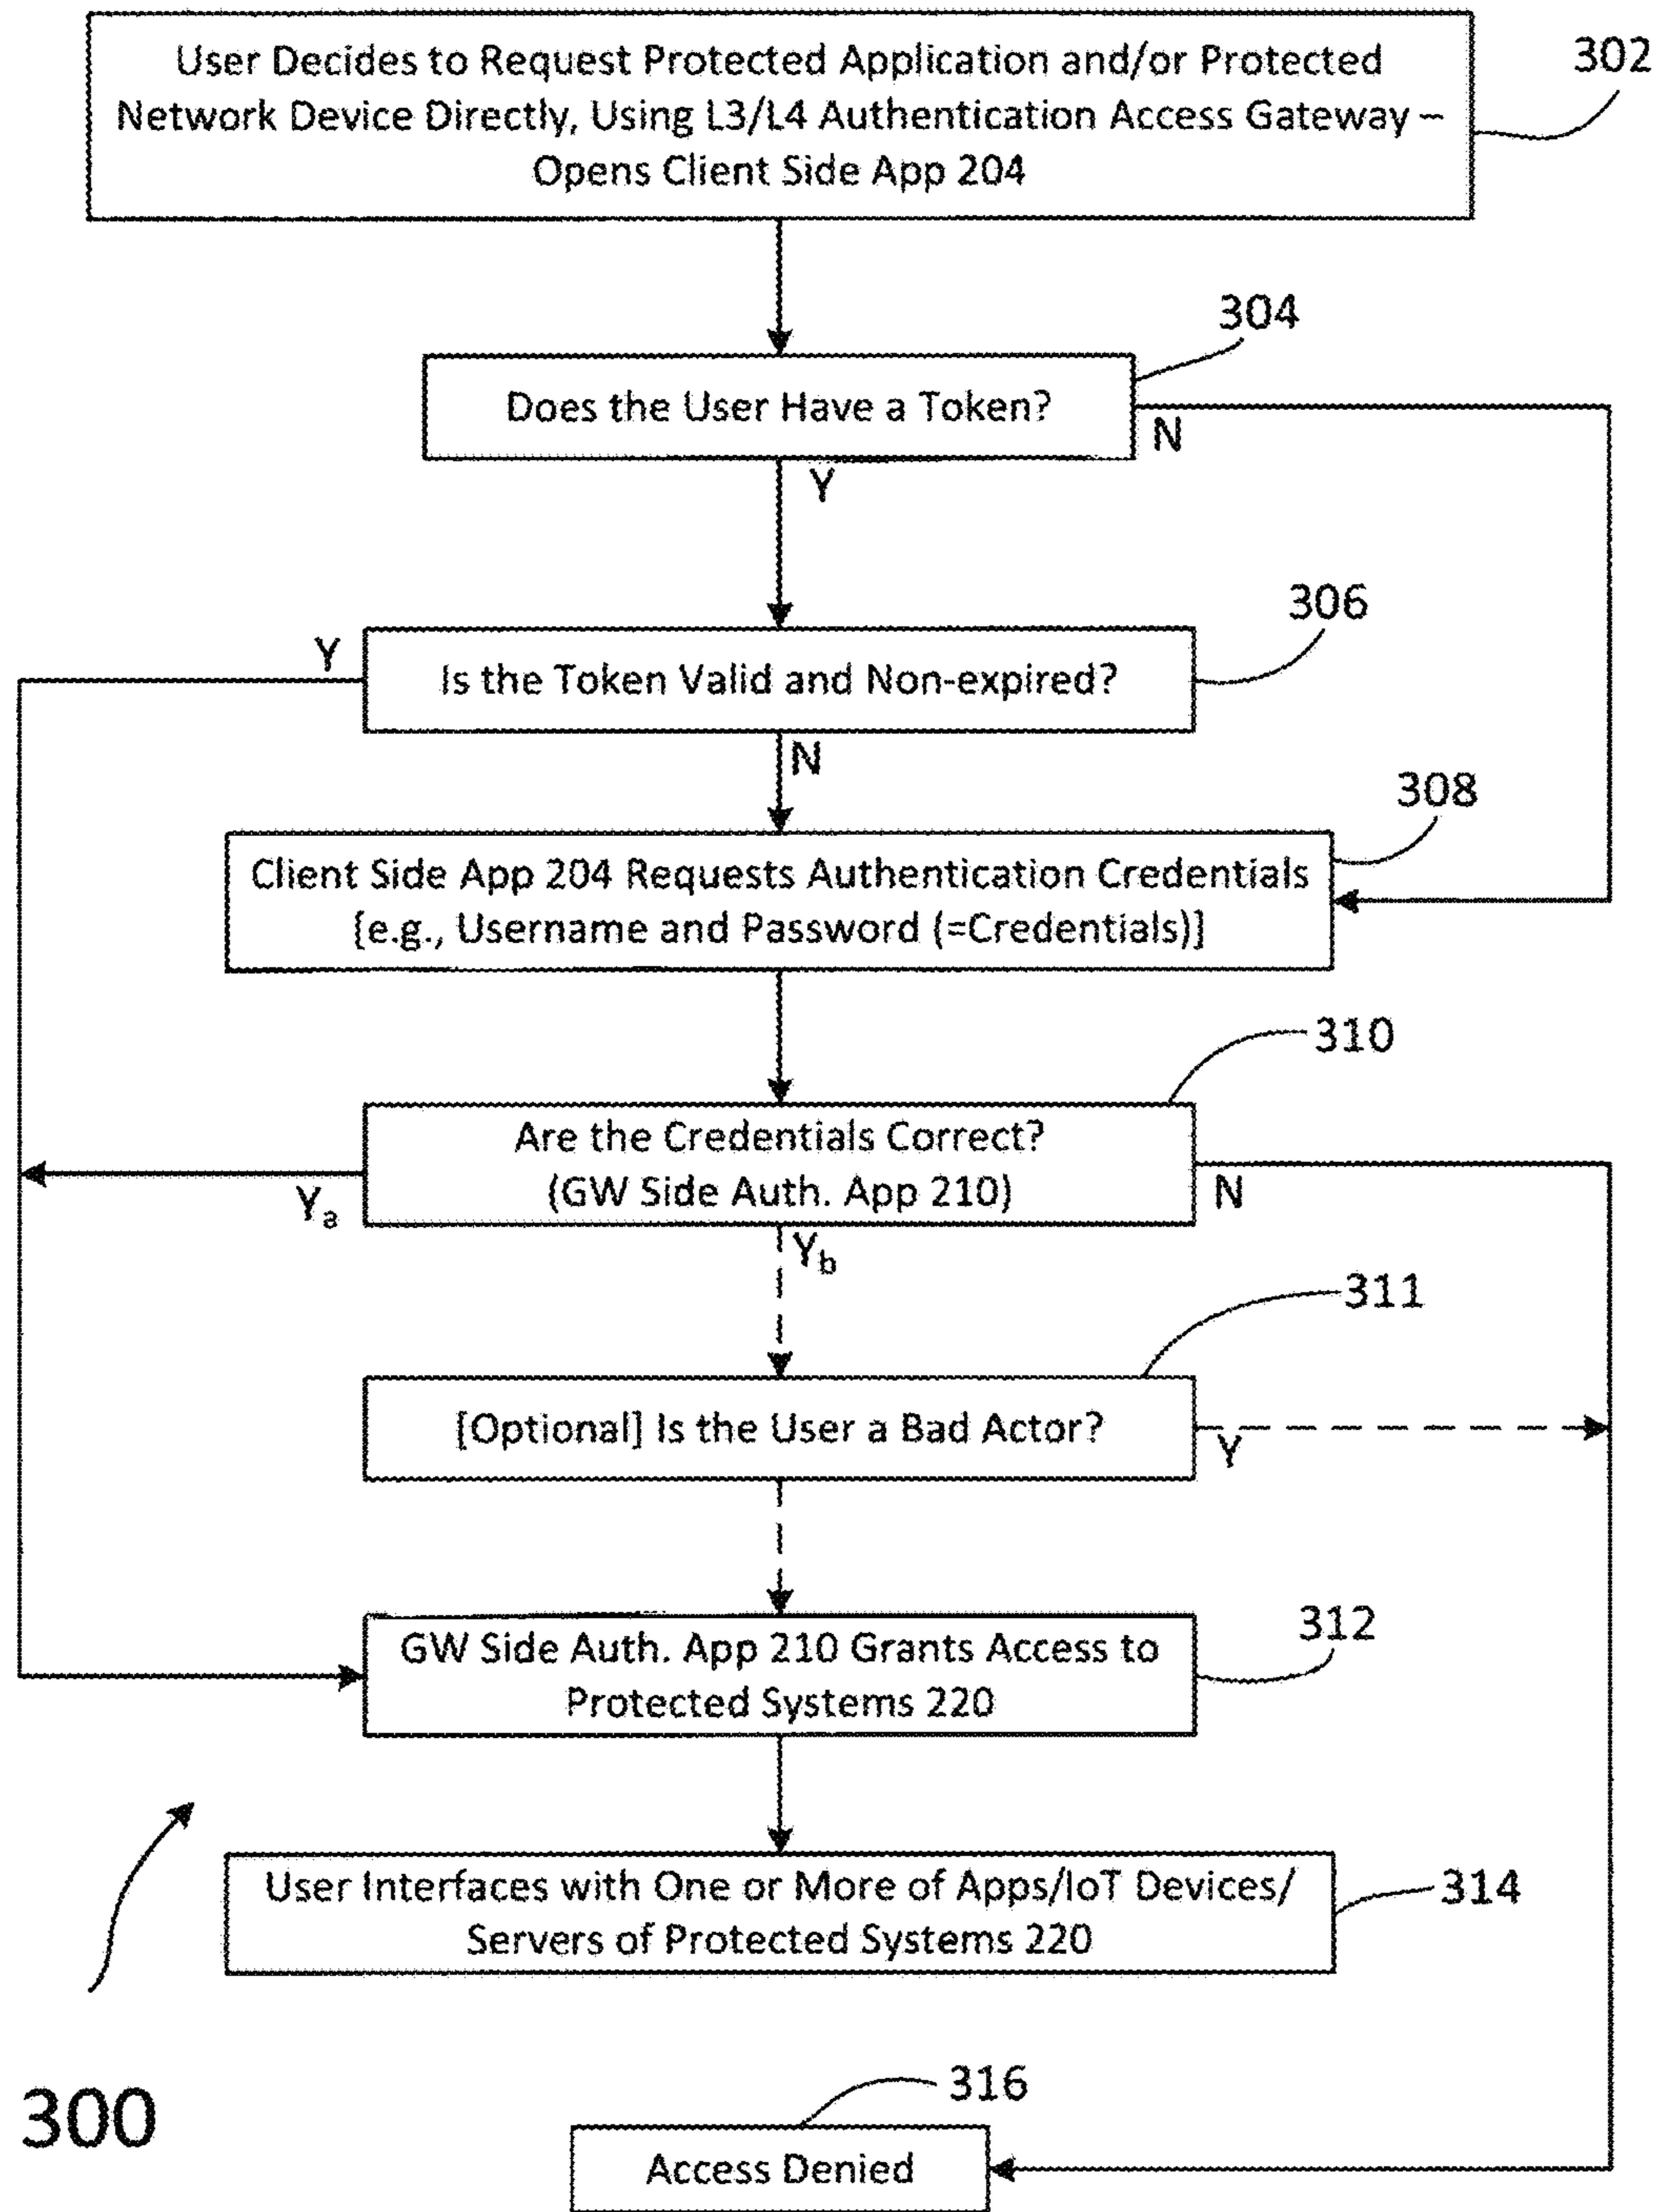 User Decides to Request Protected Application and/or Protected
Network Device Directly, Using L3/L4 Authentication Access Gateway –
Opens Client Side App 204
302
304
Does the User Have a Token?
N
Y
306
Y
Is the Token Valid and Non-expired?
N
308
Client Side App 204 Requests Authentication Credentials
[e.g., Username and Password (=Credentials)]
310
Are the Credentials Correct?
(GW Side Auth. App 210)
N
Ya
Yb
311
[Optional] Is the User a Bad Actor?
Y
312
GW Side Auth. App 210 Grants Access to
Protected Systems 220
User Interfaces with One or More of Apps/IoT Devices/
Servers of Protected Systems 220
314
300
316
Access Denied